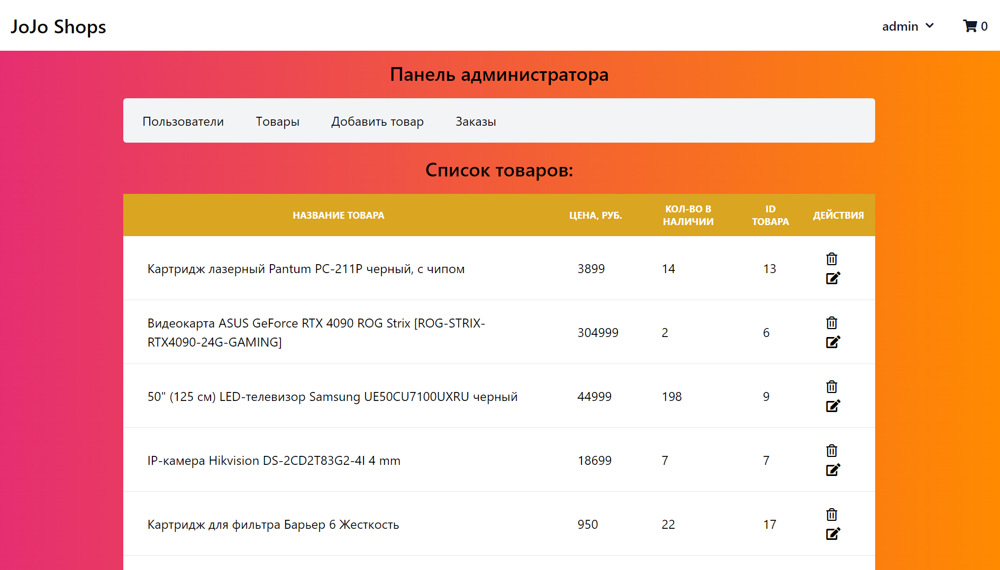 JoJo Shops
admin
0
Панель администратора
Пользователи Товары Добавить товар Заказы
Список товаров:
НАЗВАНИЕ ТОВАРА ЦЕНА, РУБ. КОЛ-ВО В НАЛИЧИИ ID ТОВАРА ДЕЙСТВИЯ
Картридж лазерный Pantum PC-211P черный, с чипом 3899 14 13
Видеокарта ASUS GeForce RTX 4090 ROG Strix [ROG-STRIX-
RTX4090-24G-GAMING] 304999 2 6
50" (125 см) LED-телевизор Samsung UE50CU7100UXRU черный 44999 198 9
IP-камера Hikvision DS-2CD2T83G2-4I 4 mm 18699 7 7
Картридж для фильтра Барьер 6 Жесткость 950 22 17